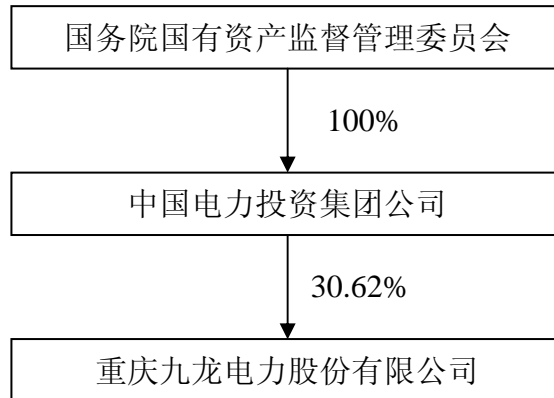 国务院国有资产监督管理委员会
100%
中国电力投资集团公司
30.62%
重庆九龙电力股份有限公司